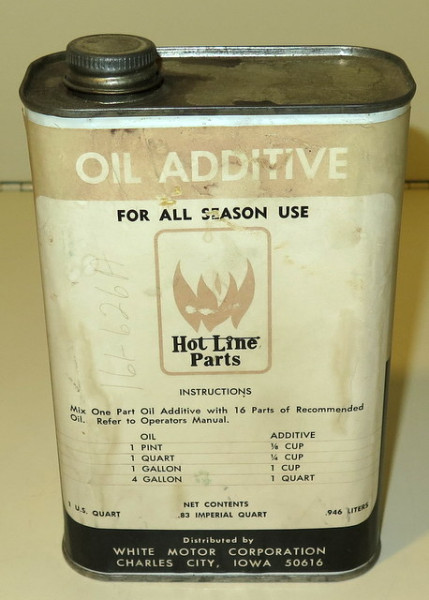 OIL ADDITIVE
FOR ALL SEASON USE
Hot Line
Parts
INSTRUCTIONS
Mix One Part Oil Additive with 16 Parts of Recommended
Oil. Refer to Operators Manual.
OIL ADDITIVE
1 PINT ⅛ CUP
1 QUART ¼ CUP
1 GALLON 1 CUP
4 GALLON 1 QUART
NET CONTENTS
1 U.S. QUART .83 IMPERIAL QUART .946 LITERS
Distributed by
WHITE MOTOR CORPORATION
CHARLES CITY, IOWA 50616